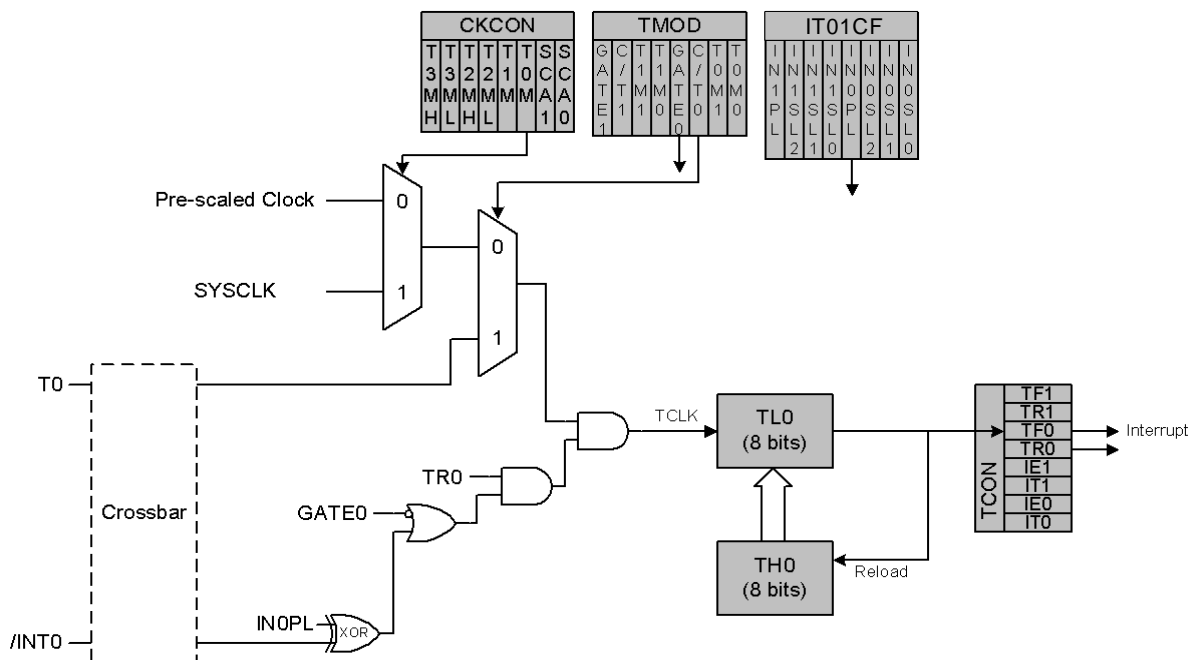 CKCON
T3MH
T3ML
T2MH
T2ML
T1M
T0M
SCA1
SCA0
TMOD
GATE1
C/T1
T1M1
T1M0
GATE0
C/T0
T0M1
T0M0
IT01CF
IN1PL
IN1SL2
IN1SL1
IN1SL0
IN0PL
IN0SL2
IN0SL1
IN0SL0
Pre-scaled Clock
0
SYSCLK
1
0
1
T0
Crossbar
/INT0
TR0
GATE0
IN0PL
XOR
TCLK
TL0
(8 bits)
TH0
(8 bits)
Reload
TCON
TF1
TR1
TF0
TR0
IE1
IT1
IE0
IT0
Interrupt